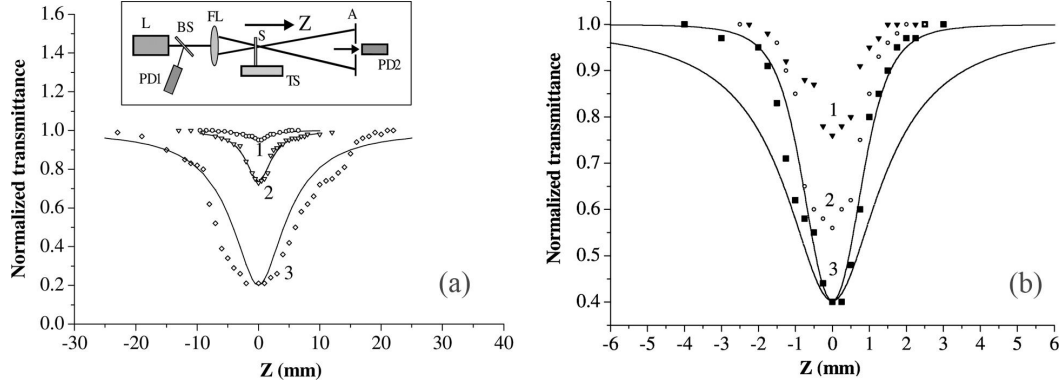 L
BS
FL
Z
A
S
PD1
TS
PD2
Normalized transmittance
1.6
1.4
1.2
1.0
0.8
0.6
0.4
0.2
0.0
1
2
3
(a)
-30 -20 -10 0 10 20 30 40
Z (mm)
Normalized transmittance
1.0
0.9
0.8
0.7
0.6
0.5
0.4
1
2
3
(b)
-6 -5 -4 -3 -2 -1 0 1 2 3 4 5 6
Z (mm)